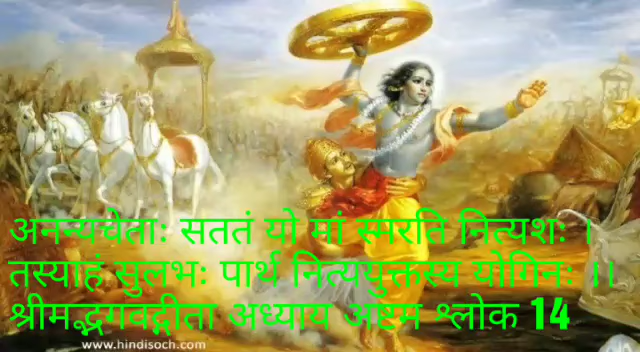 अनन्यचेताः सततं यो मां स्मरति नित्यशः ।
तस्याहं सुलभः पार्थ नित्ययुक्तस्य योगिनः ।।
श्रीमद्भगवद्गीता अध्याय अष्टम श्लोक 14
www.hindisoch.com